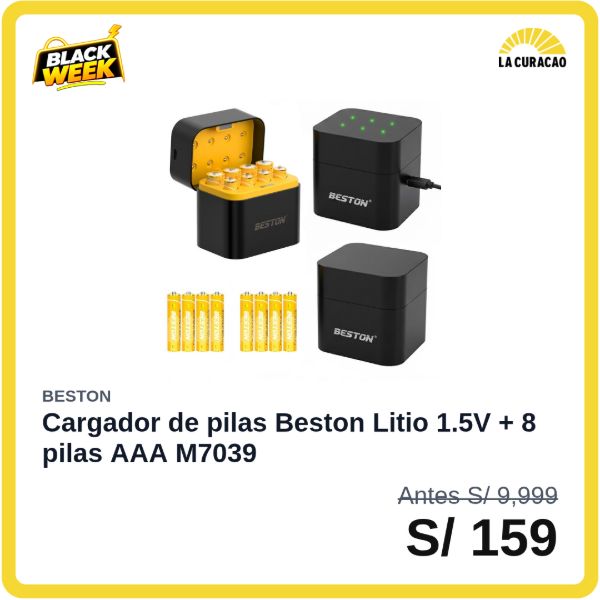 BLACK
WEEK
LA CURACAO
BESTON
BESTON®
BESTON®
BESTON
Cargador de pilas Beston Litio 1.5V + 8
pilas AAA M7039
Antes S/ 9,999
S/ 159